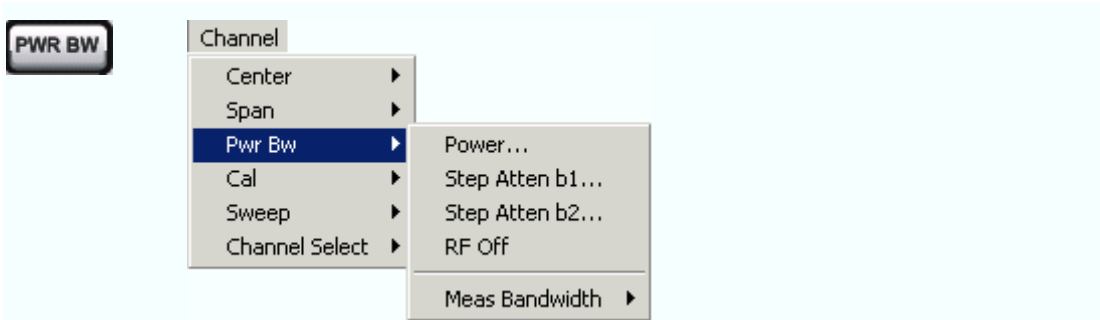 PWR BW
Channel
Center
Span
Pwr Bw
Cal
Sweep
Channel Select
Power...
Step Atten b1...
Step Atten b2...
RF Off
Meas Bandwidth